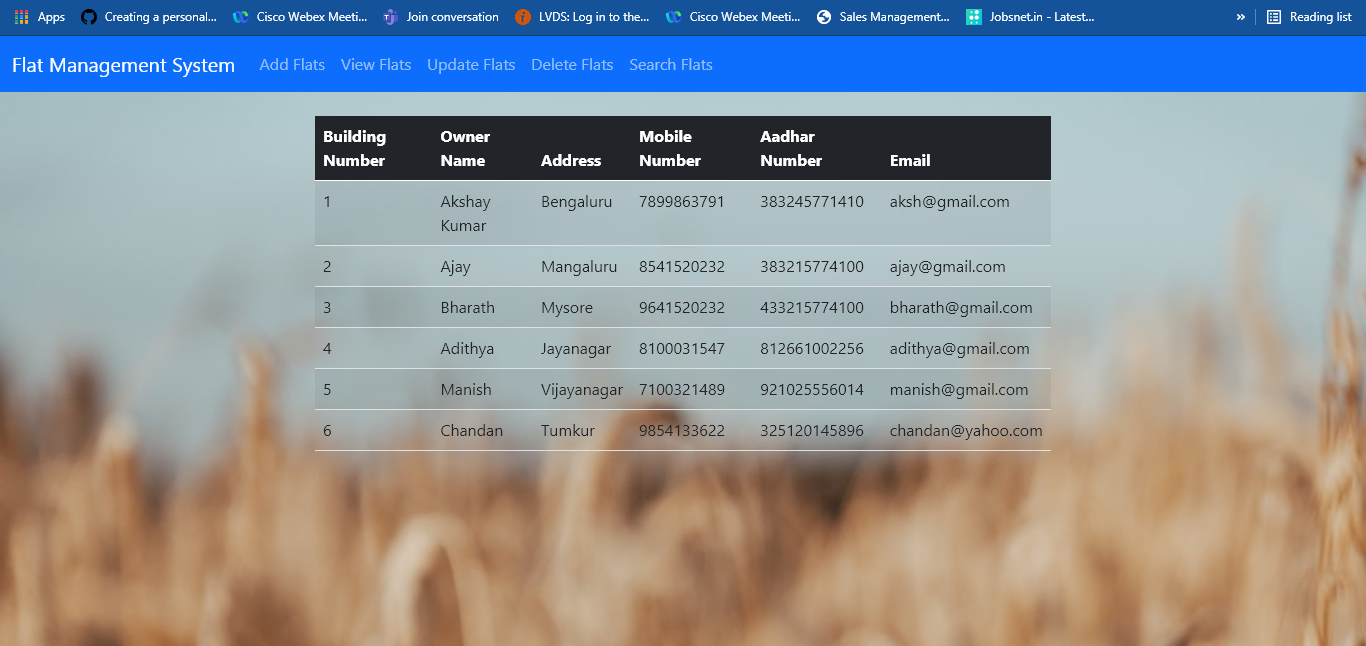 Apps Creating a personal... Cisco Webex Meeti... Join conversation LVDS: Log in to the... Cisco Webex Meeti... Sales Management... Jobsnet.in - Latest... » Reading list
Flat Management System Add Flats View Flats Update Flats Delete Flats Search Flats
Building Number Owner Name Address Mobile Number Aadhar Number Email
1 Akshay Kumar Bengaluru 7899863791 383245771410 aksh@gmail.com
2 Ajay Mangaluru 8541520232 383215774100 ajay@gmail.com
3 Bharath Mysore 9641520232 433215774100 bharath@gmail.com
4 Adithya Jayanagar 8100031547 812661002256 adithya@gmail.com
5 Manish Vijayanagar 7100321489 921025556014 manish@gmail.com
6 Chandan Tumkur 9854133622 325120145896 chandan@yahoo.com